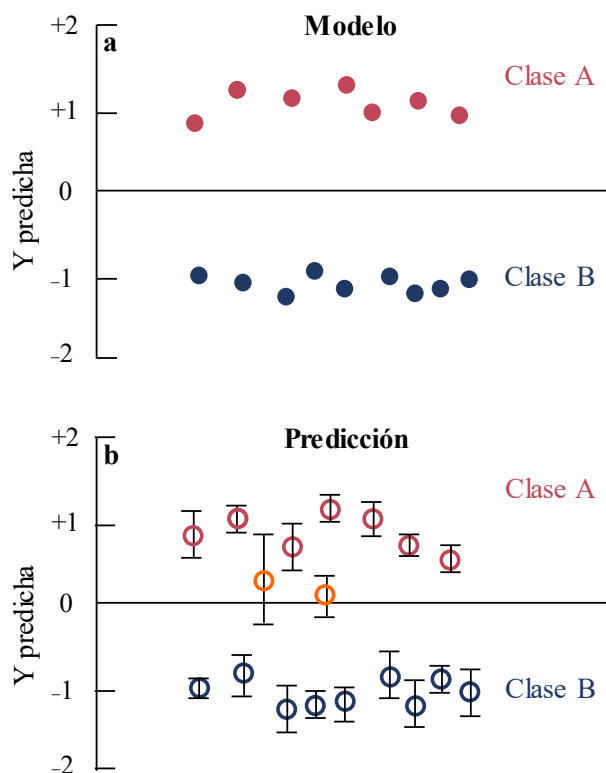 +2
a
Modelo
Clase A
+1
0
Y predicha
-1
Clase B
-2
+2
b
Predicción
Clase A
+1
0
Y predicha
-1
Clase B
-2